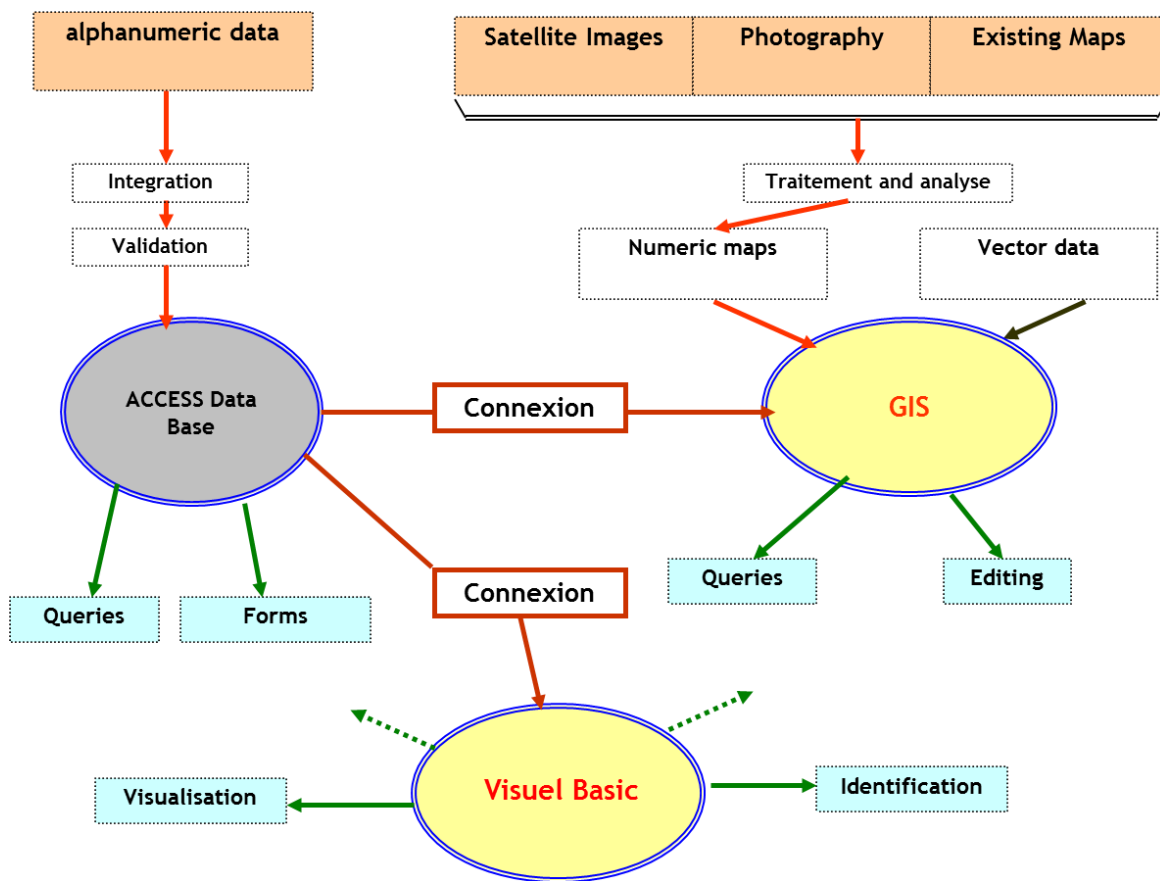 alphanumeric data
Satellite Images
Photography
Existing Maps
Integration
Traitement and analyse
Validation
Numeric maps
Vector data
ACCESS Data
Base
Connexion
GIS
Queries
Editing
Connexion
Queries
Forms
Visuel Basic
Visualisation
Identification